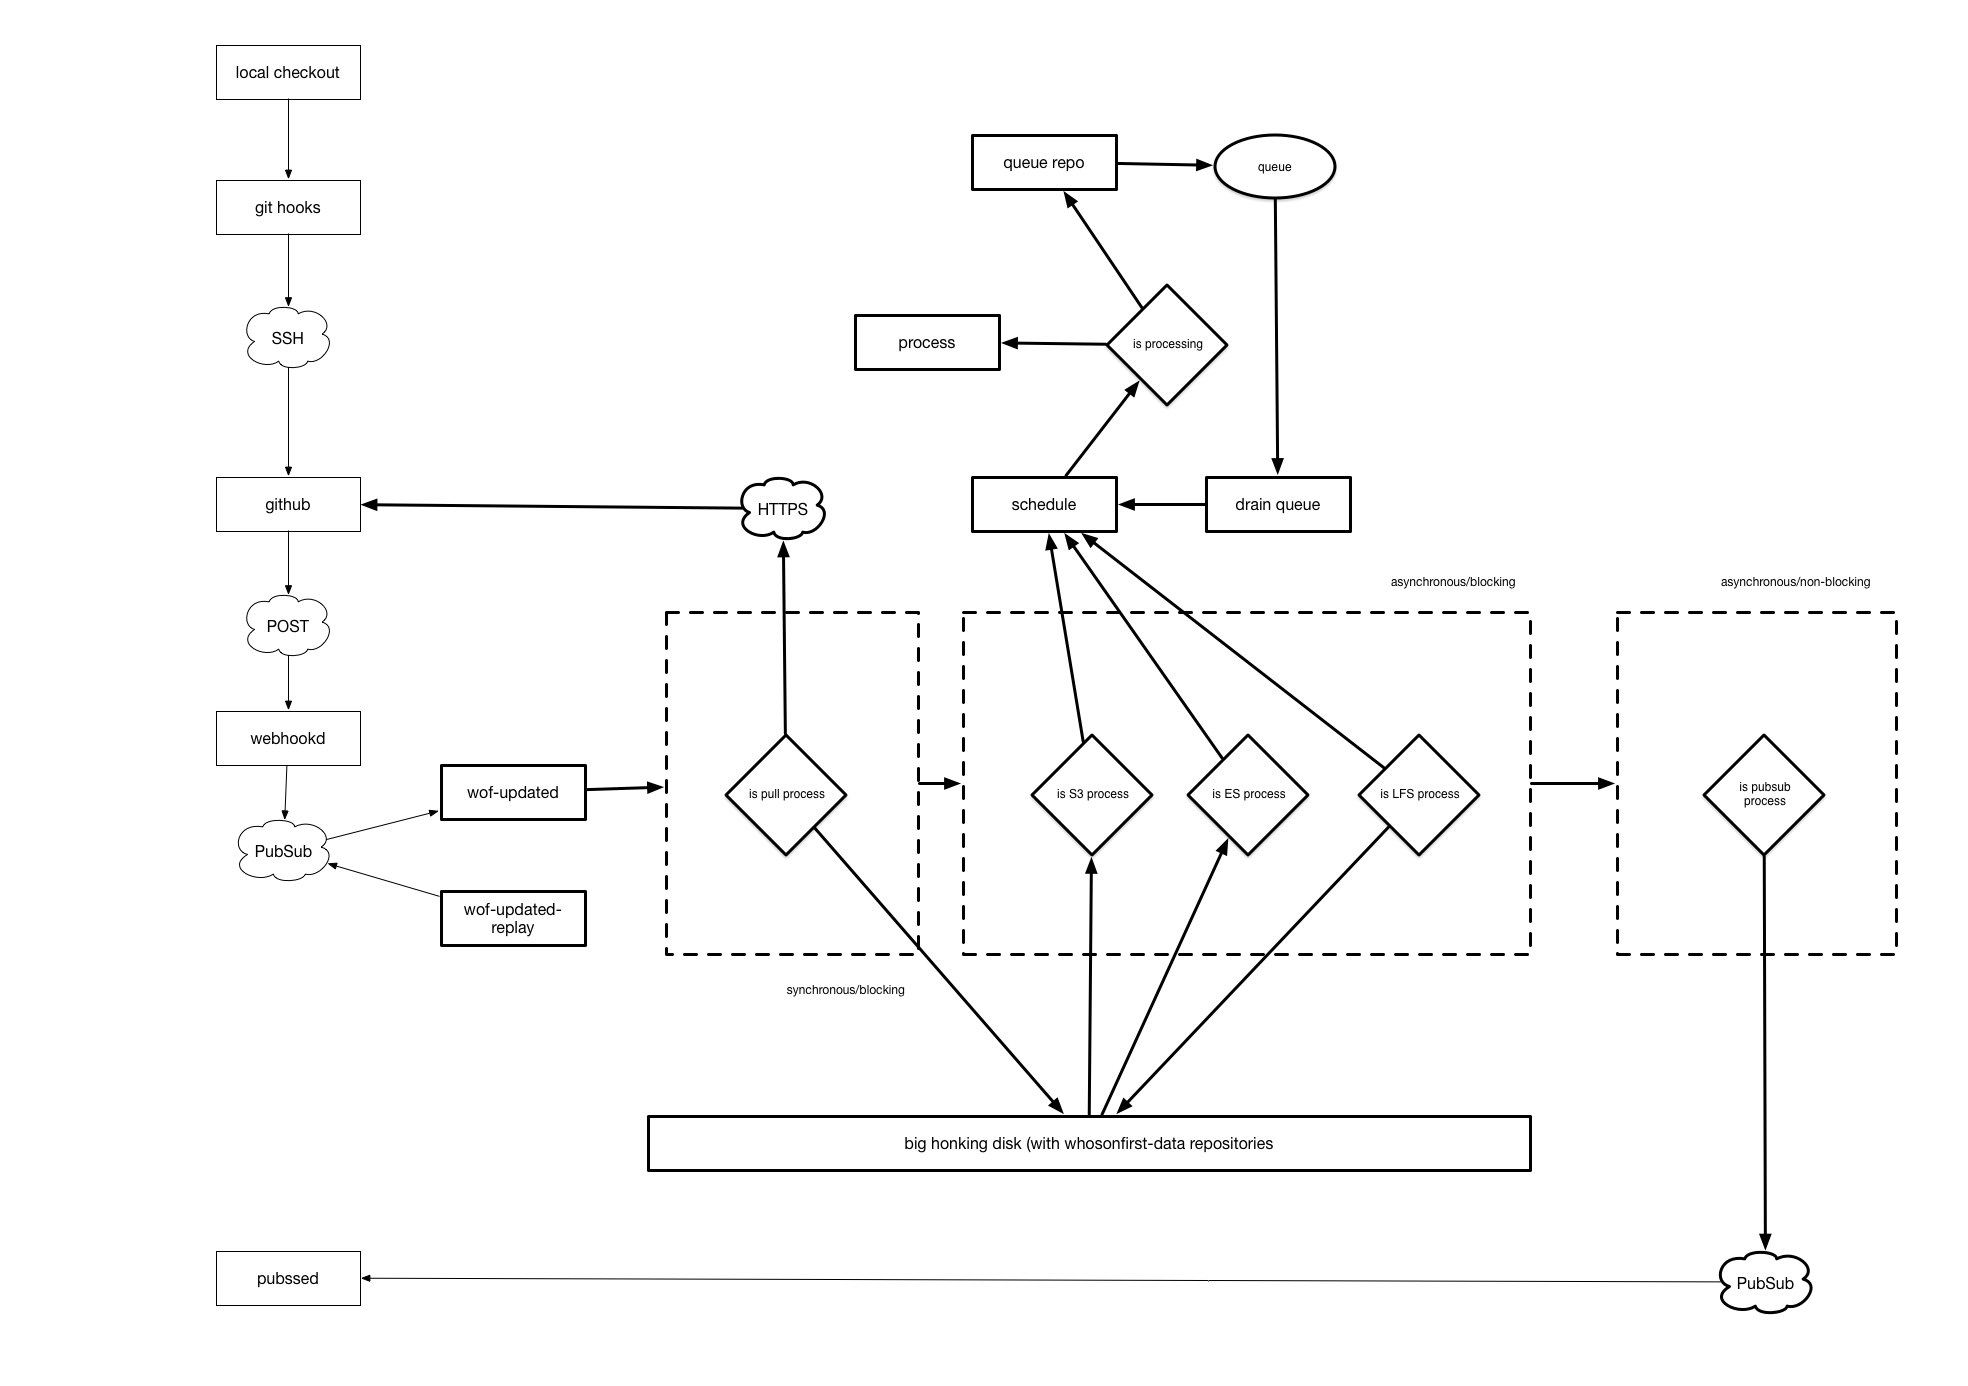 local checkout
git hooks
SSH
github
POST
webhookd
PubSub
wof-updated
wof-updated-
replay
HTTPS
queue repo
queue
process
is processing
schedule
drain queue
asynchronous/blocking
asynchronous/non-blocking
is pull process
is S3 process
is ES process
is LFS process
is pubsub
process
synchronous/blocking
big honking disk (with whosonfirst-data repositories
pubssed
PubSub